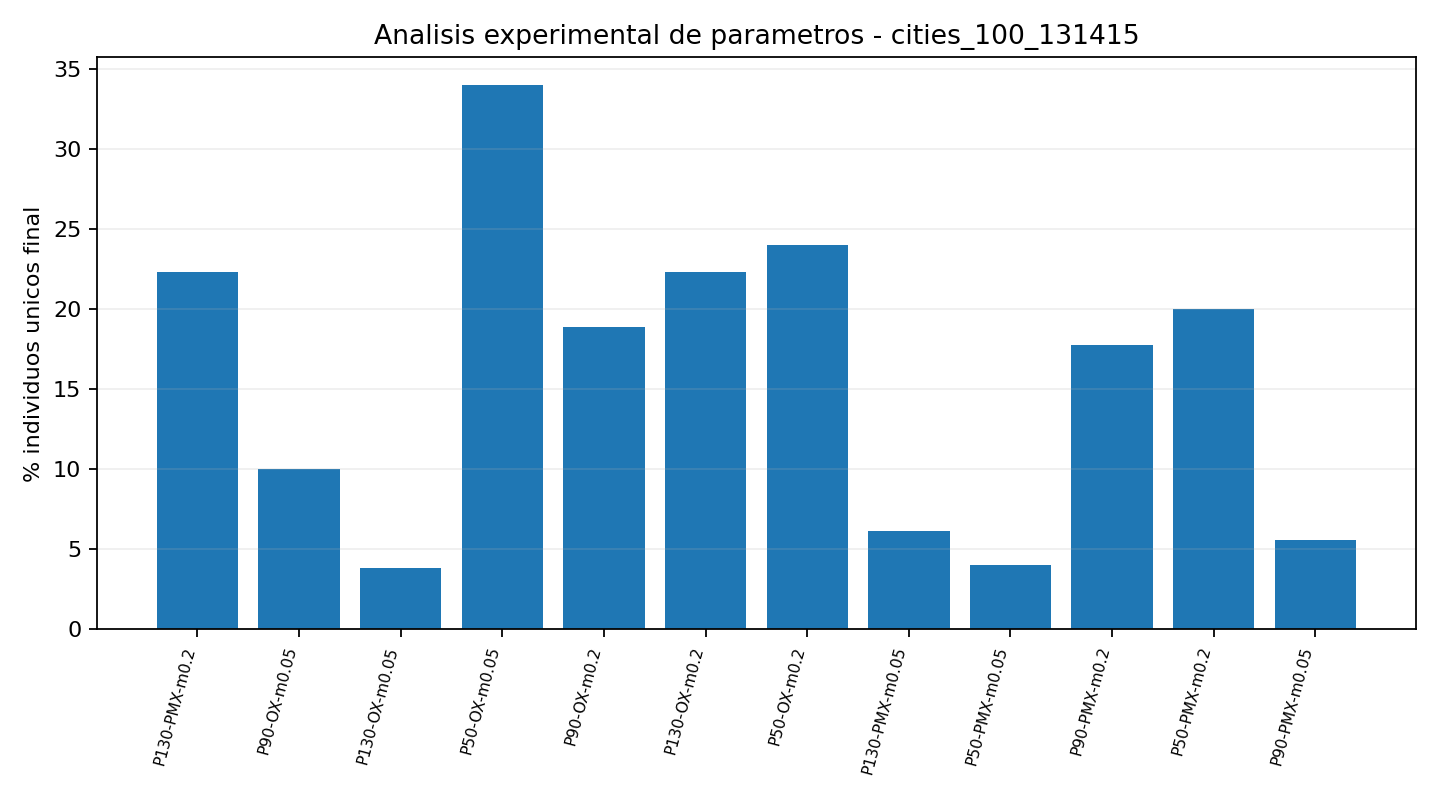 Analisis experimental de parametros - cities_100_131415
% individuos unicos final
35
30
25
20
15
10
5
0
P130-PMX-m0.2
P90-OX-m0.05
P130-OX-m0.05
P50-OX-m0.05
P90-OX-m0.2
P130-OX-m0.2
P50-OX-m0.2
P130-PMX-m0.05
P50-PMX-m0.05
P90-PMX-m0.2
P50-PMX-m0.2
P90-PMX-m0.05